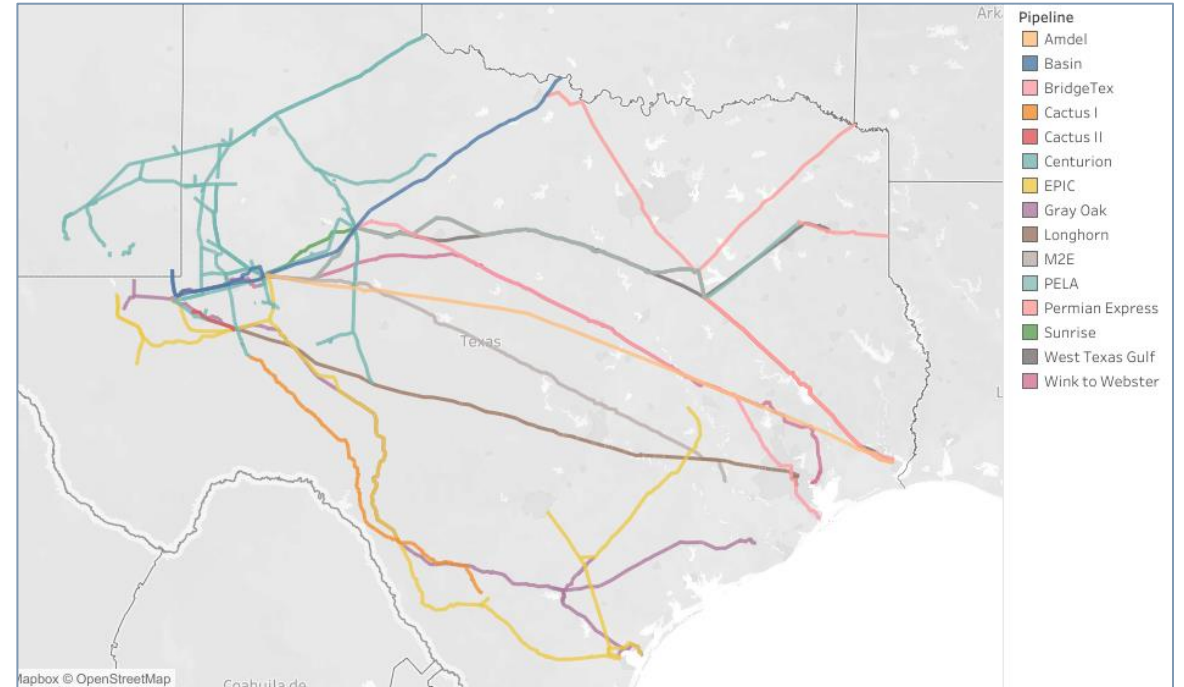 Ark
Pipeline
Amdel
Basin
BridgeTex
Cactus I
Cactus II
Centurion
EPIC
Gray Oak
Longhorn
M2E
PELA
Permian Express
Sunrise
West Texas Gulf
Wink to Webster
Texas
L
Mapbox © OpenStreetMap
Coahuila de